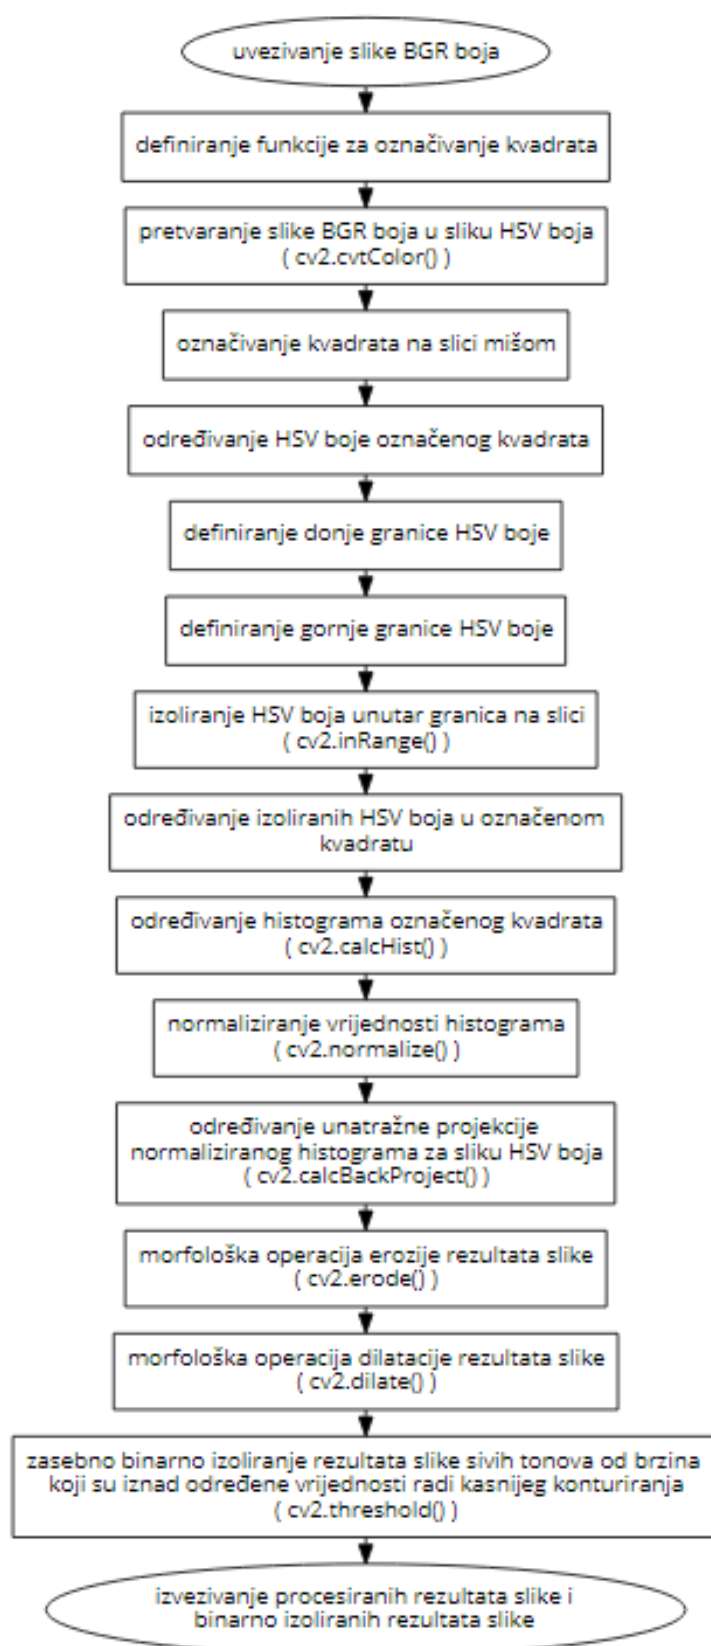 uvezivanje slike BGR boja
definiranje funkcije za označivanje kvadrata
pretvaranje slike BGR boja u sliku HSV boja
( cv2.cvtColor() )
označivanje kvadrata na slici mišom
određivanje HSV boje označenog kvadrata
definiranje donje granice HSV boje
definiranje gornje granice HSV boje
izoliranje HSV boja unutar granica na slici
( cv2.inRange() )
određivanje izoliranih HSV boja u označenom
kvadratu
određivanje histograma označenog kvadrata
( cv2.calcHist() )
normaliziranje vrijednosti histograma
( cv2.normalize() )
određivanje unatražne projekcije
normaliziranog histograma za sliku HSV boja
( cv2.calcBackProject() )
morfološka operacija erozije rezultata slike
( cv2.erode() )
morfološka operacija dilatacije rezultata slike
( cv2.dilate() )
zasebno binarno izoliranje rezultata slike sivih tonova od brzina
koji su iznad određene vrijednosti radi kasnijeg konturiranja
( cv2.threshold() )
izvezivanje procesiranih rezultata slike i
binarno izoliranih rezultata slike